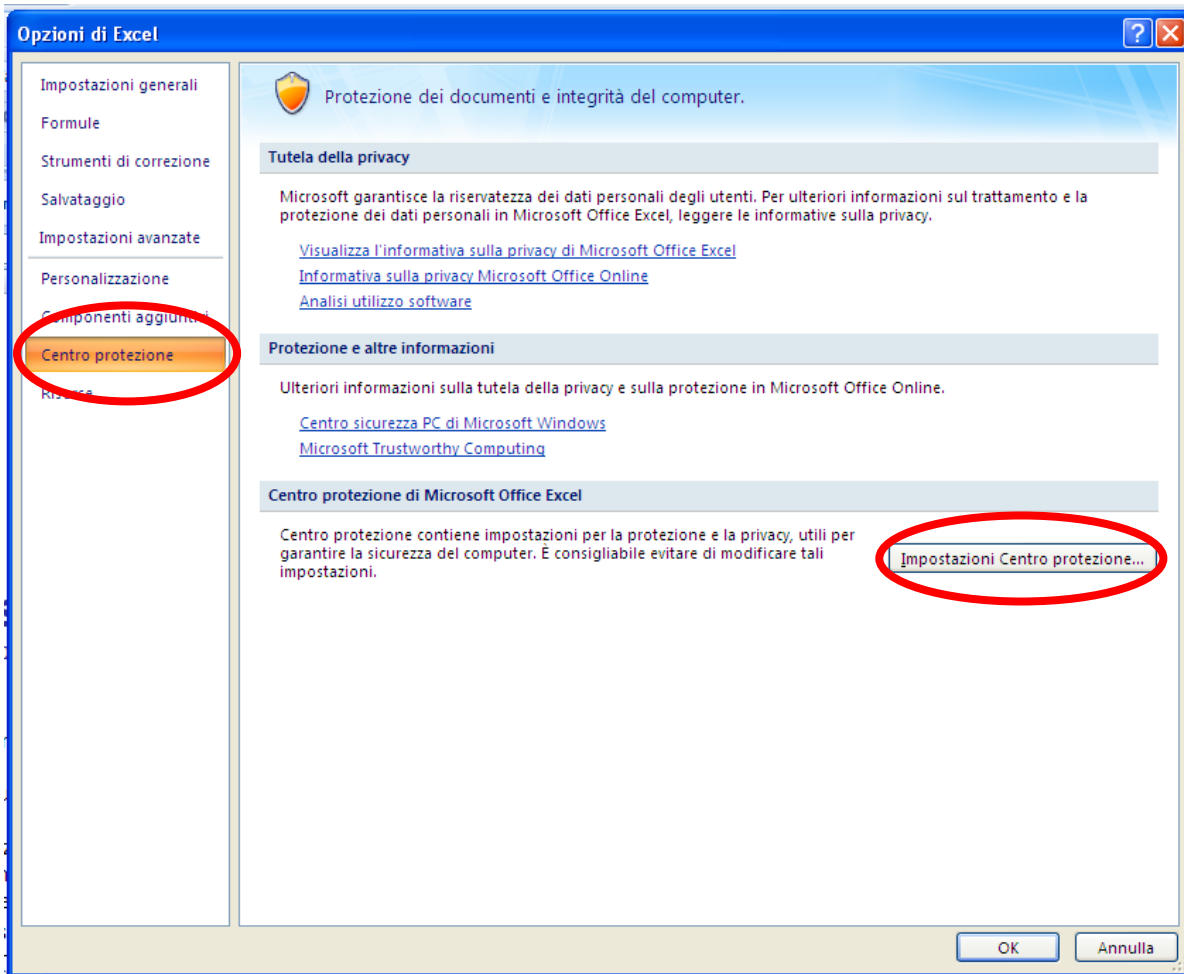 Opzioni di Excel
Impostazioni generali
Formule
Strumenti di correzione
Salvataggio
Impostazioni avanzate
Personalizzazione
Componenti aggiuntivi
Centro protezione
Risorse
Protezione dei documenti e integrità del computer.
Tutela della privacy
Microsoft garantisce la riservatezza dei dati personali degli utenti. Per ulteriori informazioni sul trattamento e la
protezione dei dati personali in Microsoft Office Excel, leggere le informative sulla privacy.
Visualizza l'informativa sulla privacy di Microsoft Office Excel
Informativa sulla privacy Microsoft Office Online
Analisi utilizzo software
Protezione e altre informazioni
Ulteriori informazioni sulla tutela della privacy e sulla protezione in Microsoft Office Online.
Centro sicurezza PC di Microsoft Windows
Microsoft Trustworthy Computing
Centro protezione di Microsoft Office Excel
Centro protezione contiene impostazioni per la protezione e la privacy, utili per
garantire la sicurezza del computer. È consigliabile evitare di modificare tali
impostazioni.
Impostazioni Centro protezione...
OK
Annulla